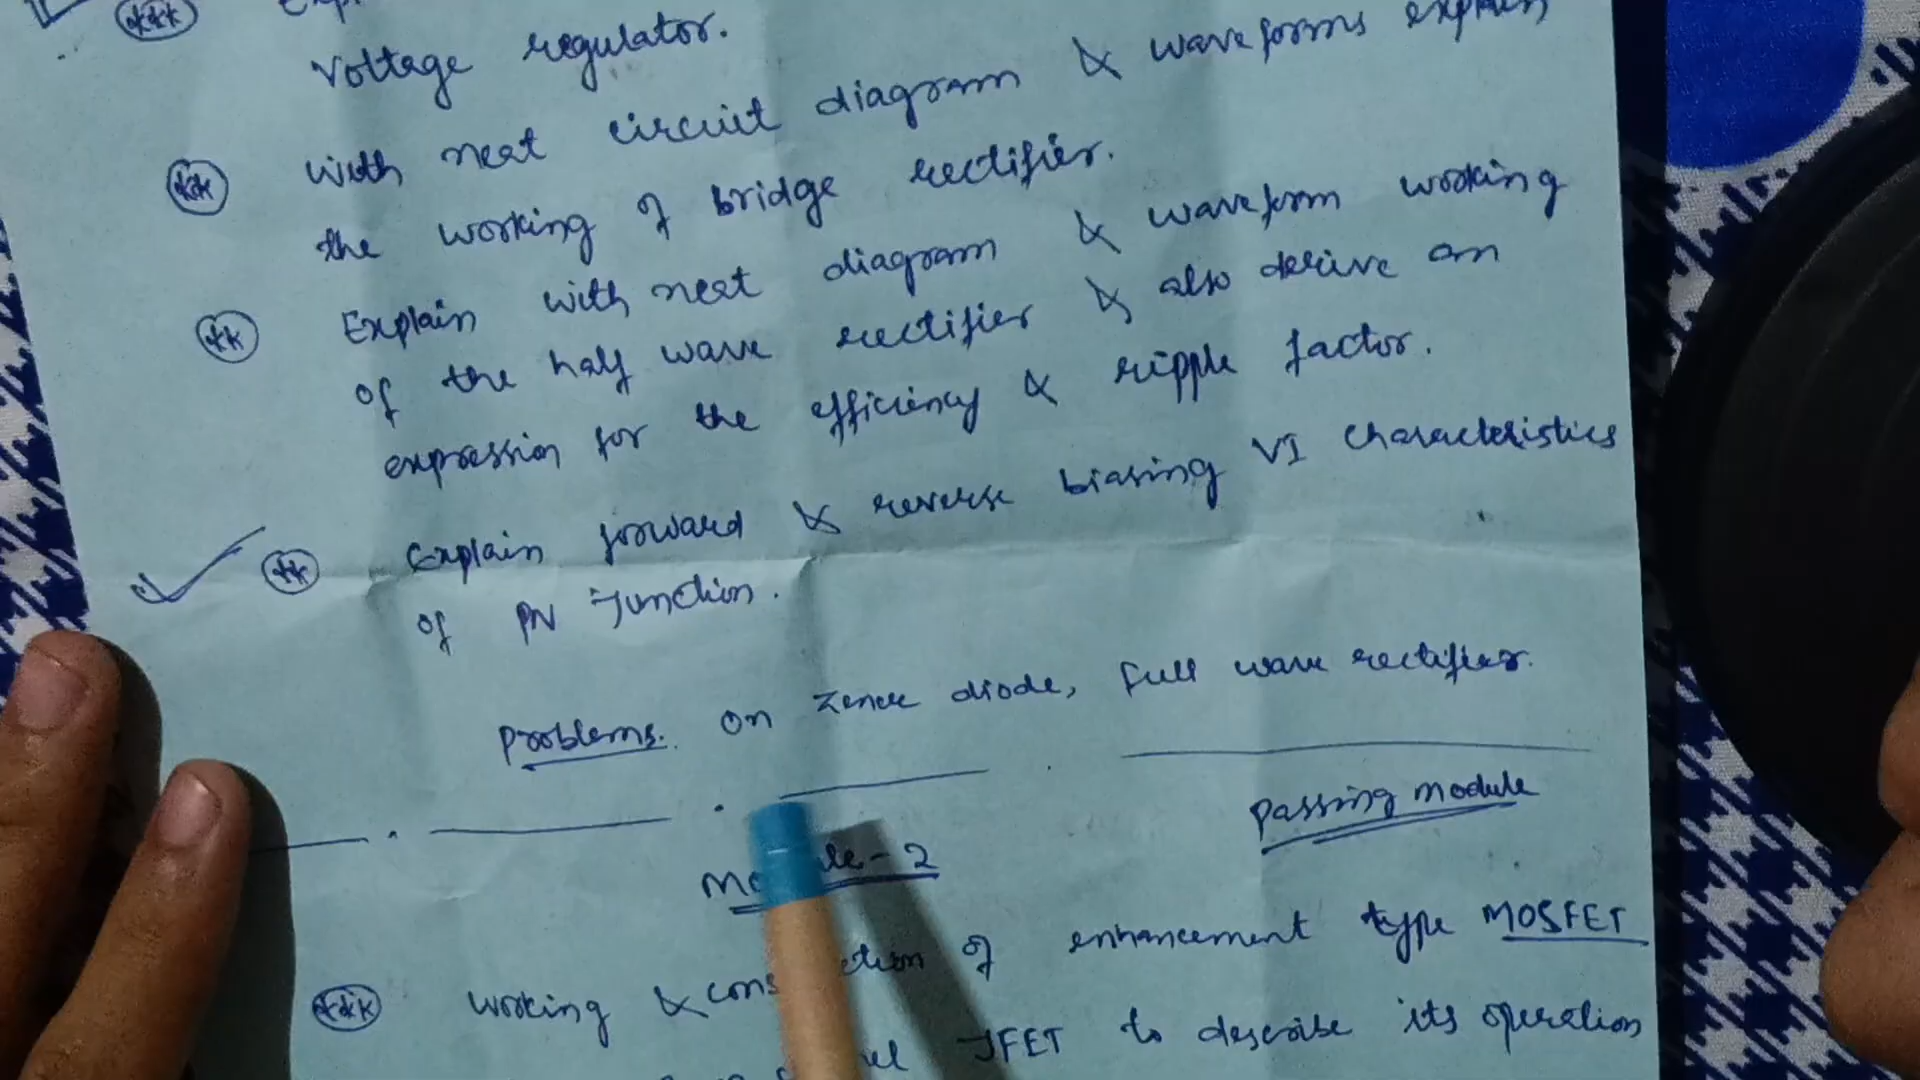 ***
voltage regulator.
** With neat circuit diagram & waveforms explain
the working of bridge rectifier.
** Explain with neat diagram & waveform working
of the half wave rectifier & also derive an
expression for the efficiency & ripple factor.
** Explain forward & reverse biasing VI characteristics
of PN Junction.
Problems. on zener diode, Full wave rectifier.
Passing module
-2
*** working & of enhancement type MOSFET
JFET to describe its operation